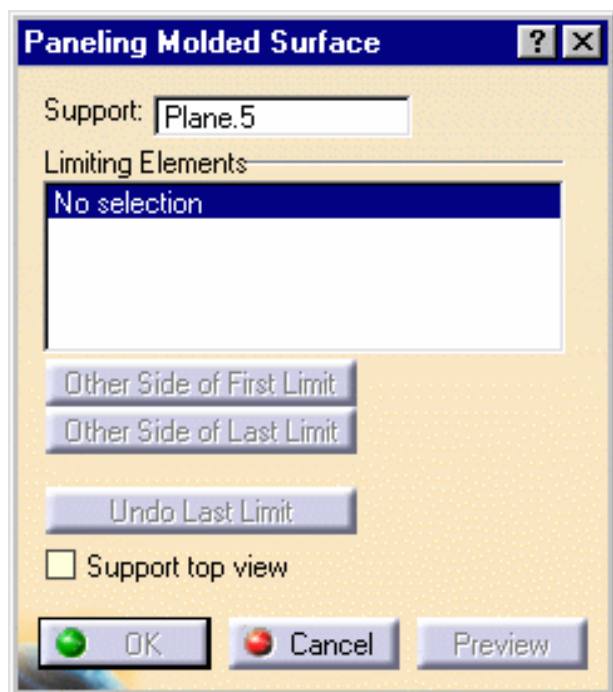 Paneling Molded Surface ? X
Support: Plane.5
Limiting Elements
No selection
Other Side of First Limit
Other Side of Last Limit
Undo Last Limit
Support top view
OK Cancel Preview